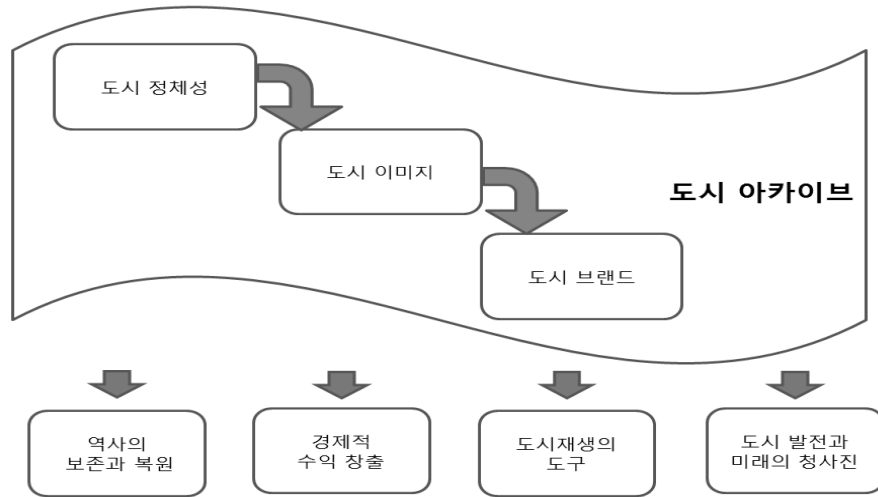 도시 정체성
도시 이미지
도시 아카이브
도시 브랜드
역사의
보존과 복원
경제적
수익 창출
도시재생의
도구
도시 발전과
미래의 청사진